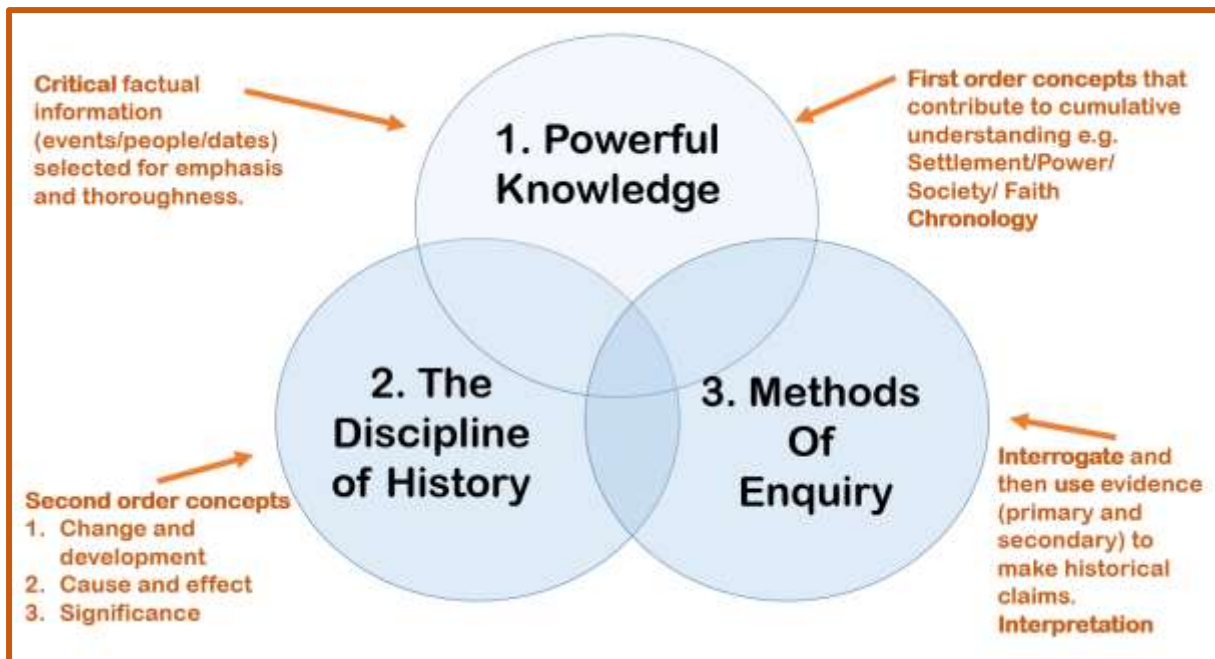 Critical factual
information
(events/people/dates)
selected for emphasis
and thoroughness.
1. Powerful
Knowledge
First order concepts that
contribute to cumulative
understanding e.g.
Settlement/Power/
Society/ Faith
Chronology
2. The
Discipline
of History
3. Methods
Of
Enquiry
Second order concepts
1. Change and
development
2. Cause and effect
3. Significance
Interrogate and
then use evidence
(primary and
secondary) to
make historical
claims.
Interpretation